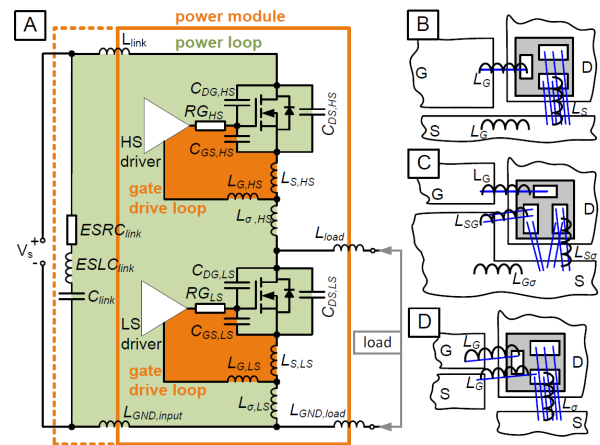 A
power module
L_link
power loop
C_DG,HS
RG_HS
C_DS,HS
HS
driver
C_GS,HS
gate
drive loop
L_G,HS
L_S,HS
L_σ,HS
V_s
+
-
ESRC_link
ESLC_link
C_link
L_load
load
C_DG,LS
RG_LS
C_DS,LS
LS
driver
C_GS,LS
gate
drive loop
L_G,LS
L_S,LS
L_σ,LS
L_GND,input
L_GND,load
B
G
L_G
D
L_S
L_G
S
C
G
L_G
D
L_SG
L_Sσ
L_Gσ
S
D
L_G
G
L_G
D
S
L_σ
S